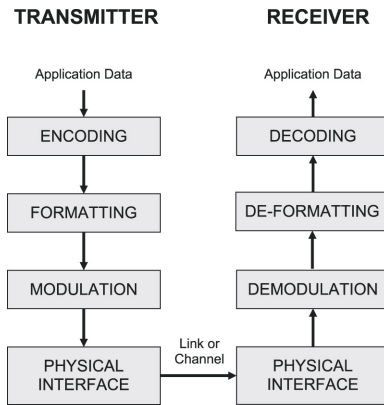 TRANSMITTER
Application Data
ENCODING
FORMATTING
MODULATION
PHYSICAL
INTERFACE
Link or
Channel
RECEIVER
Application Data
DECODING
DE-FORMATTING
DEMODULATION
PHYSICAL
INTERFACE